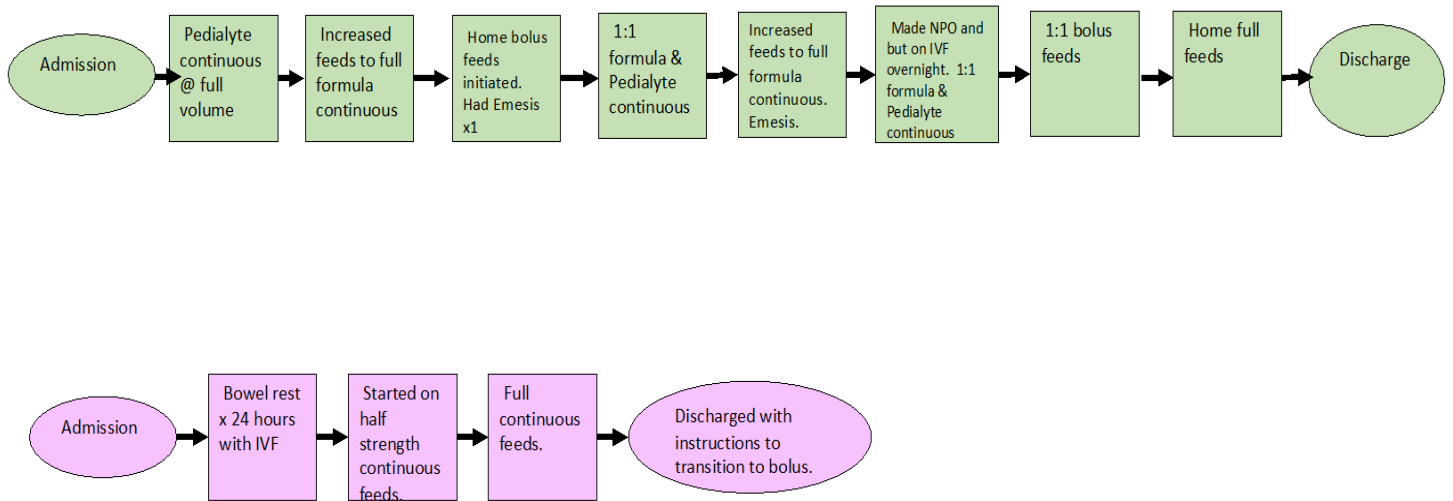 Admission
Pedialyte
continuous
@ full
volume
Increased
feeds to full
formula
continuous
Home bolus
feeds
initiated.
Had Emesis
x1
1:1
formula &
Pedialyte
continuous
Increased
feeds to full
formula
continuous.
Emesis.
Made NPO and
but on IVF
overnight. 1:1
formula &
Pedialyte
continuous
1:1 bolus
feeds
Home full
feeds
Discharge
Admission
Bowel rest
x 24 hours
with IVF
Started on
half
strength
continuous
feeds.
Full
continuous
feeds.
Discharged with
instructions to
transition to bolus.